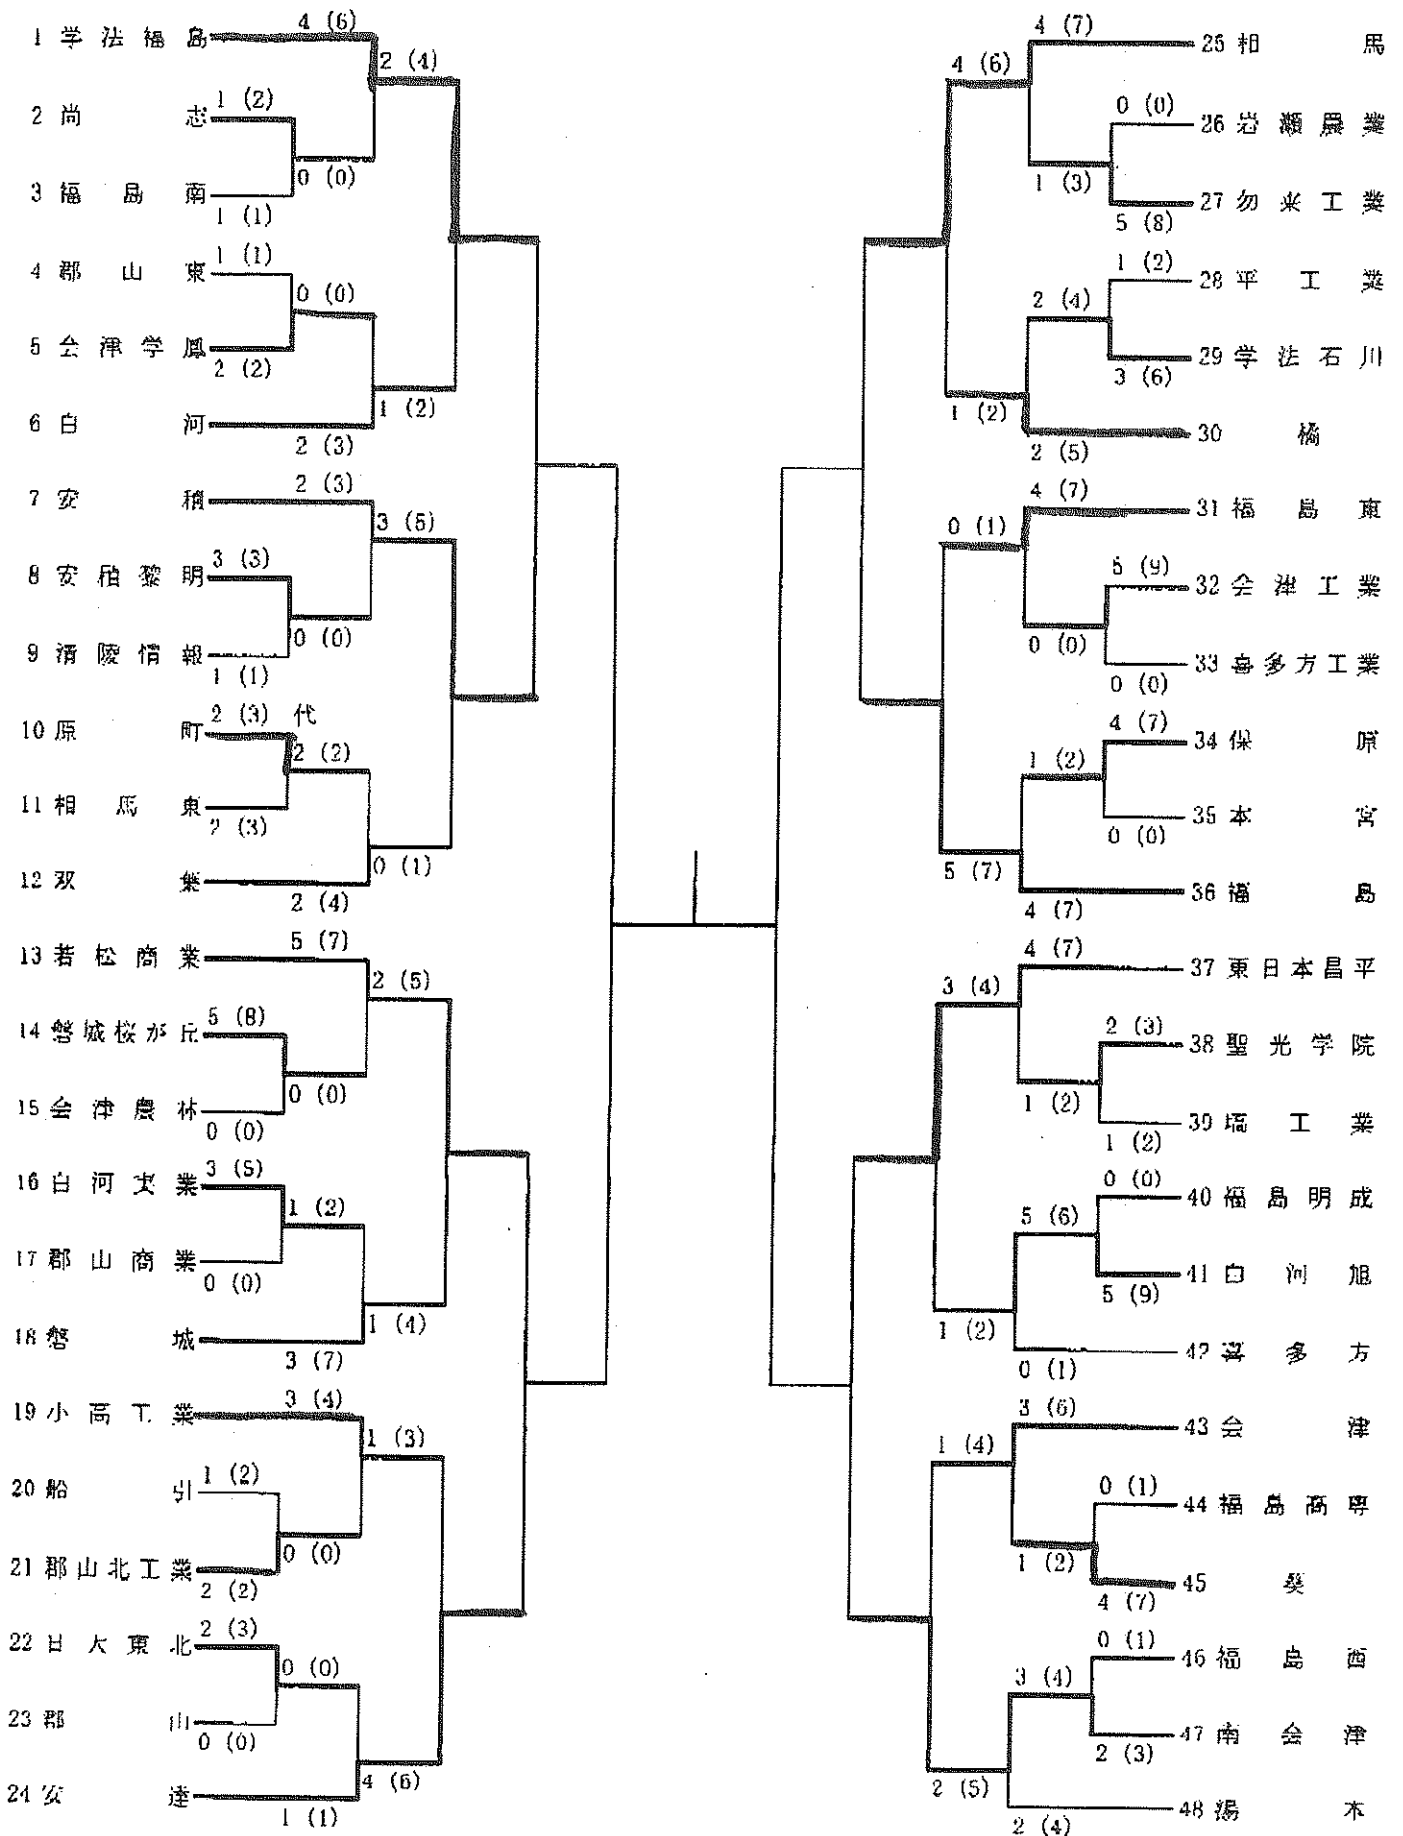 4 (6)
1 学法福島
2 (4)
1 (2)
2 尚志
0 (0)
3 福島南
1 (1)
1 (1)
4 郡山東
0 (0)
5 会津学鳳
2 (2)
1 (2)
6 白河
2 (3)
2 (3)
7 安積
3 (5)
3 (3)
8 安積黎明
0 (0)
9 清陵情報
1 (1)
2 (3) 代
10 原町
2 (2)
11 相馬東
2 (3)
0 (1)
12 双葉
2 (4)
5 (7)
13 若松商業
2 (5)
5 (8)
14 磐城桜が丘
0 (0)
15 会津農林
0 (0)
3 (5)
16 白河実業
1 (2)
17 郡山商業
0 (0)
1 (4)
18 磐城
3 (7)
3 (4)
19 小高工業
1 (3)
1 (2)
20 船引
0 (0)
21 郡山北工業
2 (2)
2 (3)
22 日大東北
0 (0)
23 郡山
0 (0)
4 (6)
24 安達
1 (1)
4 (7)
25 相馬
4 (6)
0 (0)
26 岩瀬農業
1 (3)
27 勿来工業
5 (8)
1 (2)
28 平工業
2 (4)
29 学法石川
3 (6)
1 (2)
30 橘
2 (5)
4 (7)
31 福島東
0 (1)
5 (9)
32 会津工業
0 (0)
33 喜多方工業
0 (0)
4 (7)
34 保原
1 (2)
35 本宮
0 (0)
5 (7)
36 福島
4 (7)
4 (7)
37 東日本昌平
3 (4)
2 (3)
38 聖光学院
1 (2)
39 塙工業
1 (2)
0 (0)
40 福島明成
5 (6)
41 白河旭
5 (9)
1 (2)
42 喜多方
0 (1)
3 (6)
43 会津
1 (4)
0 (1)
44 福島高専
1 (2)
45 葵
4 (7)
0 (1)
46 福島西
3 (4)
47 南会津
2 (3)
2 (5)
48 湯本
2 (4)